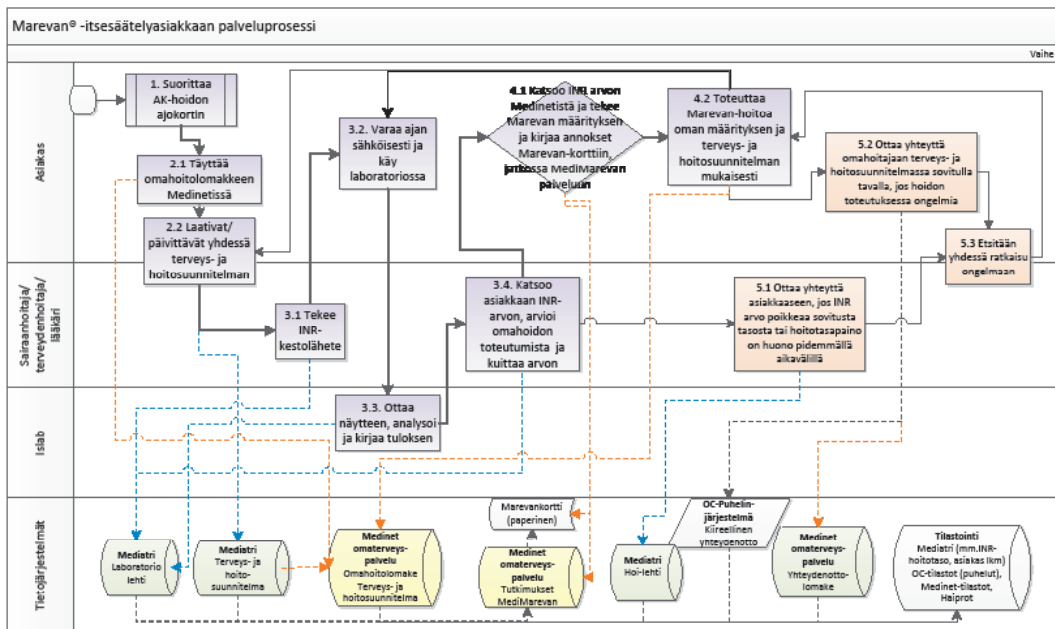 Marevan® -itsesäätelyasiakkaan palveluprosessi
Vaihe
Asiakas
1. Suorittaa
AK-hoidon
ajokortin
2.1 Täyttää
omahoitolomakkeen
Medinetissä
2.2 Laativat/
päivittävät yhdessä
terveys- ja
hoitosuunnitelman
3.2. Varaa ajan
sähköisesti ja
käy
laboratoriossa
4.1 Katsoo INR arvon
Medinetistä ja tekee
Marevan määrityksen
ja kirjaa annokset
Marevan-korttiin,
jatkossa MediMarevan
palveluun
4.2 Toteuttaa
Marevan-hoitoa
oman määrityksen ja
terveys- ja
hoitosuunnitelman
mukaisesti
5.2 Ottaa yhteyttä
omahoitajaan terveys- ja
hoitosuunnitelmassa sovitulla
tavalla, jos hoidon
toteutuksessa ongelmia
5.3 Etsitään
yhdessä ratkaisu
ongelmaan
Sairaanhoitaja/
terveydenhoitaja/
lääkäri
3.1 Tekee
INR-
kestolähete
3.4. Katsoo
asiakkaan INR-
arvon, arvioi
omahoidon
toteutumista ja
kuittaa arvon
5.1 Ottaa yhteyttä
asiakkaaseen, jos INR
arvo poikkeaa sovitusta
tasosta tai hoitotasapaino
on huono pidemmällä
aikavälillä
Islab
3.3. Ottaa
näytteen, analysoi
ja kirjaa tuloksen
Tietojärjestelmät
Mediatri
Laboratorio
lehti
Mediatri
Terveys- ja
hoito-
suunnitelma
Medinet
omaterveys-
palvelu
Omahoitolomake
Terveys- ja
hoitosuunnitelma
Marevankortti
(paperinen)
Medinet
omaterveys-
palvelu
Tutkimukset
MediMarevan
Mediatri
Hoi-lehti
OC-Puhelin-
järjestelmä
Kiireellinen
yhteydenotto
Medinet
omaterveys-
palvelu
Yhteydenotto-
lomake
Tilastointi
Mediatri (mm.INR-
hoitotaso, asiakas lkm)
OC-tilastot (puhelut),
Medinet-tilastot,
Haiprot